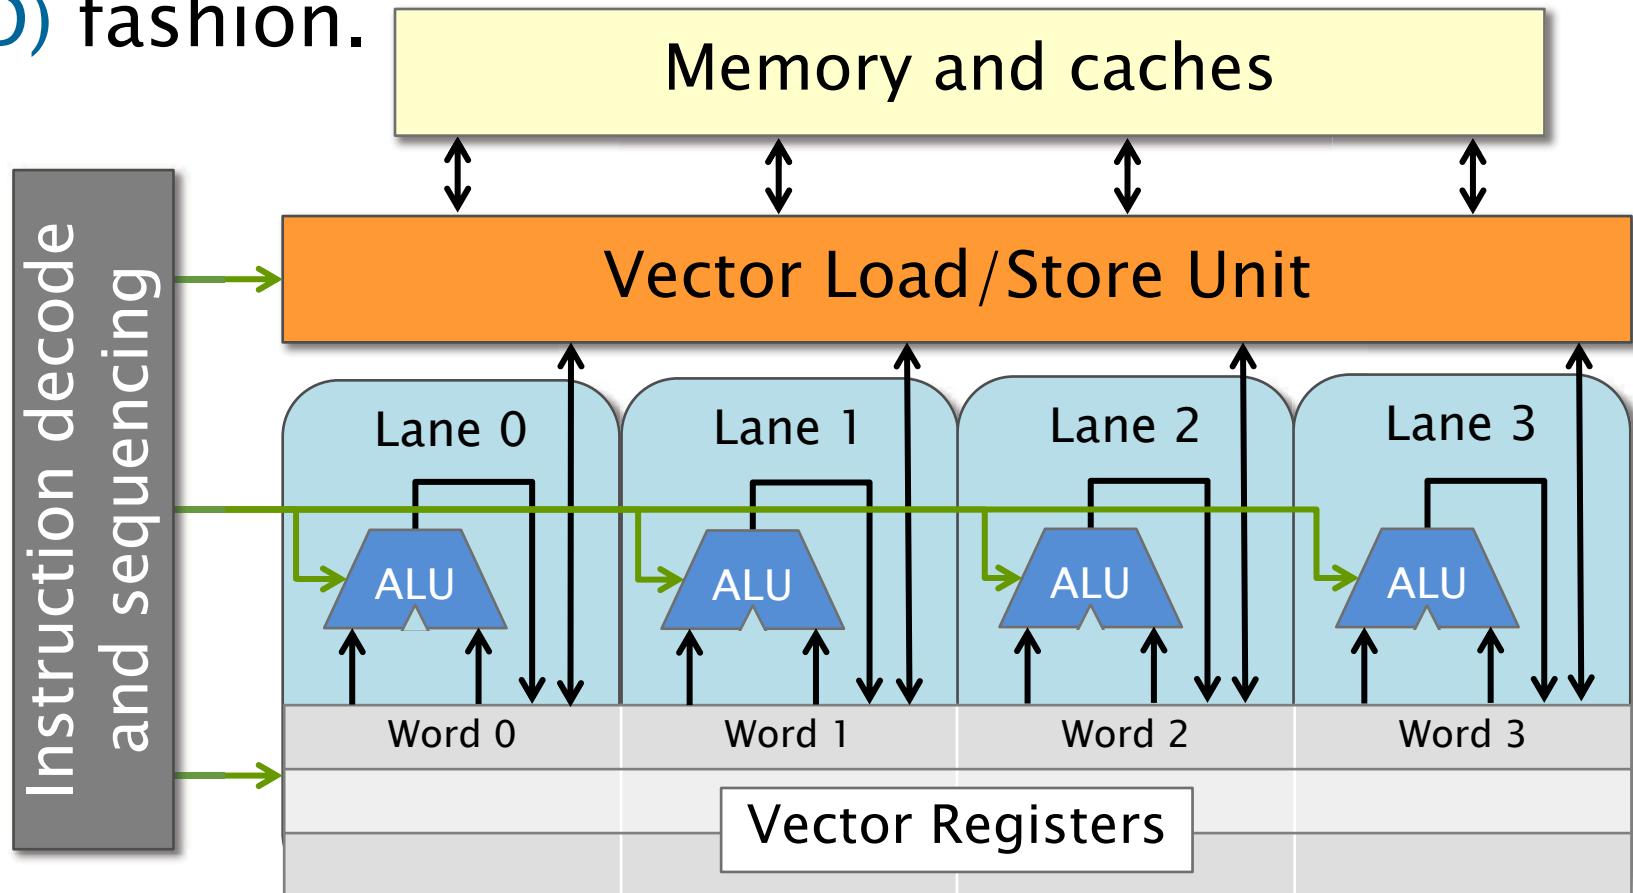 D) fashion.
Memory and caches
Instruction decode
and sequencing
Vector Load/Store Unit
Lane 0
Lane 1
Lane 2
Lane 3
ALU
ALU
ALU
ALU
Word 0
Word 1
Word 2
Word 3
Vector Registers